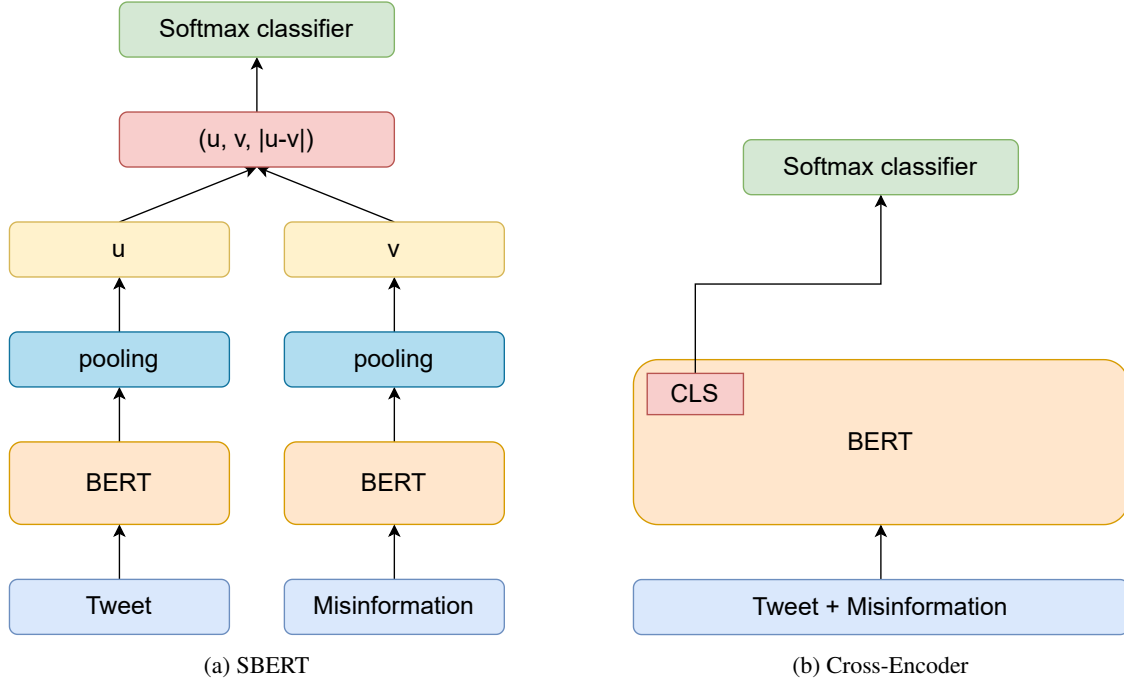 Softmax classifier
(u, v, |u-v|)
u
v
pooling
pooling
BERT
BERT
Tweet
Misinformation
(a) SBERT
Softmax classifier
CLS
BERT
Tweet + Misinformation
(b) Cross-Encoder